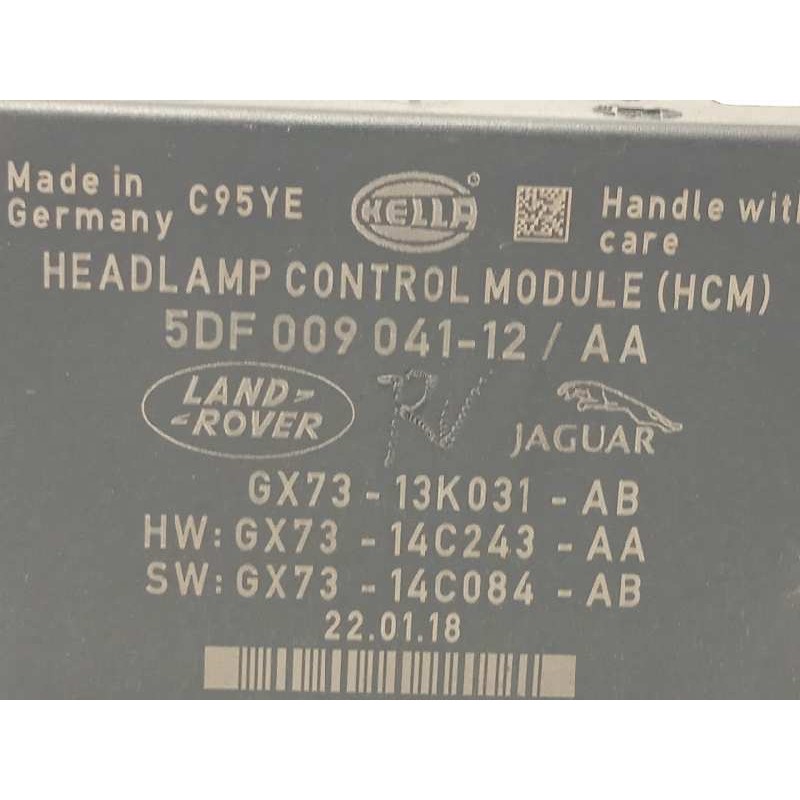 Made in
Germany
C95YE
HELLA
®
Handle with
care
HEADLAMP CONTROL MODULE (HCM)
5DF 009 041-12 / AA
LAND
ROVER
RV
JAGUAR
GX73 - 13K031 - AB
HW: GX73 - 14C243 - AA
SW: GX73 - 14C084 - AB
22.01.18